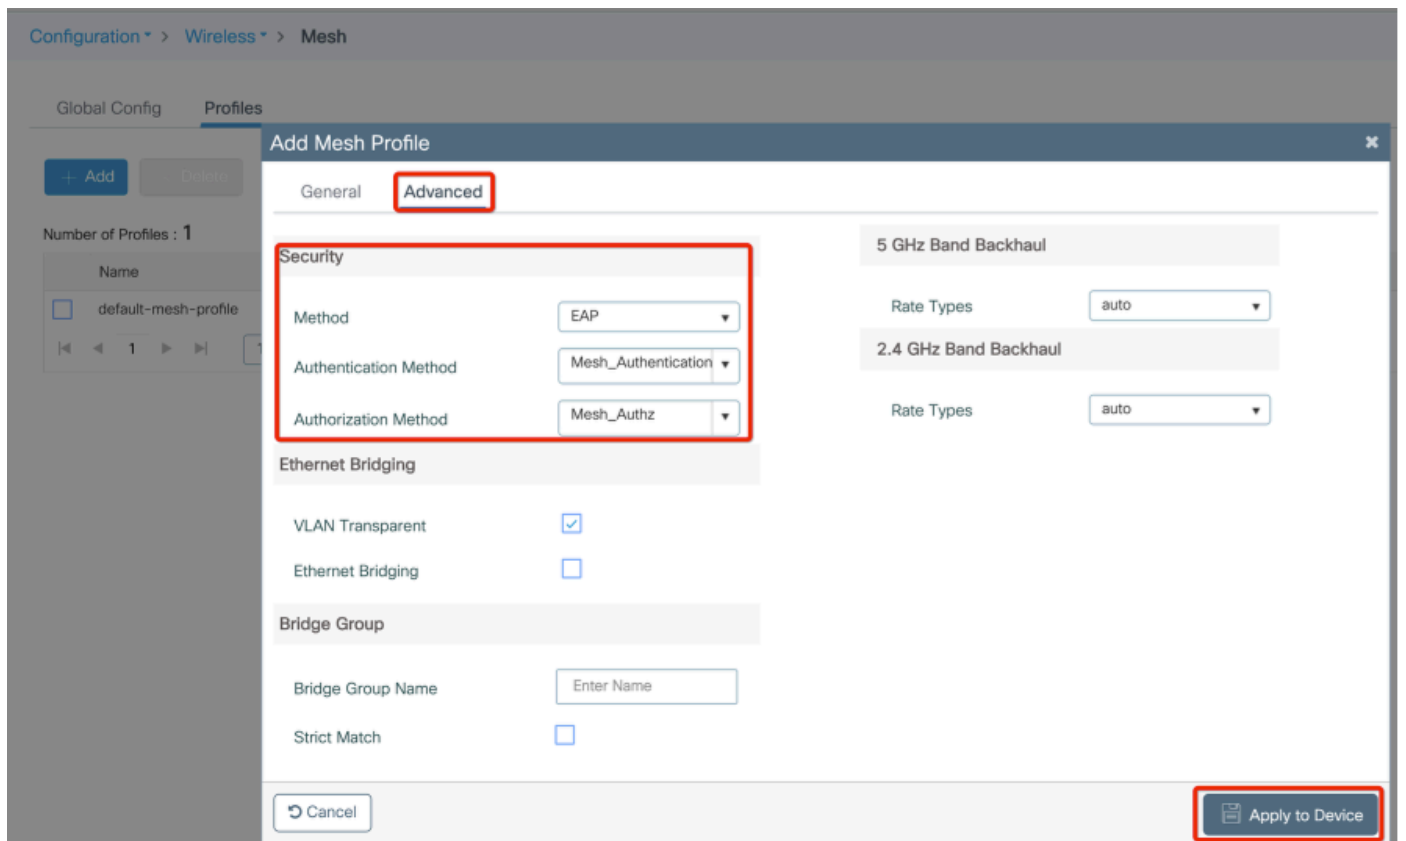 Configuration > Wireless > Mesh
Global Config Profiles
Add Mesh Profile
+ Add Delete
General Advanced
Number of Profiles : 1
Name
default-mesh-profile
1
Security
Method EAP
Authentication Method Mesh_Authentication
Authorization Method Mesh_Authz
Ethernet Bridging
VLAN Transparent
Ethernet Bridging
Bridge Group
Bridge Group Name Enter Name
Strict Match
5 GHz Band Backhaul
Rate Types auto
2.4 GHz Band Backhaul
Rate Types auto
Cancel
Apply to Device